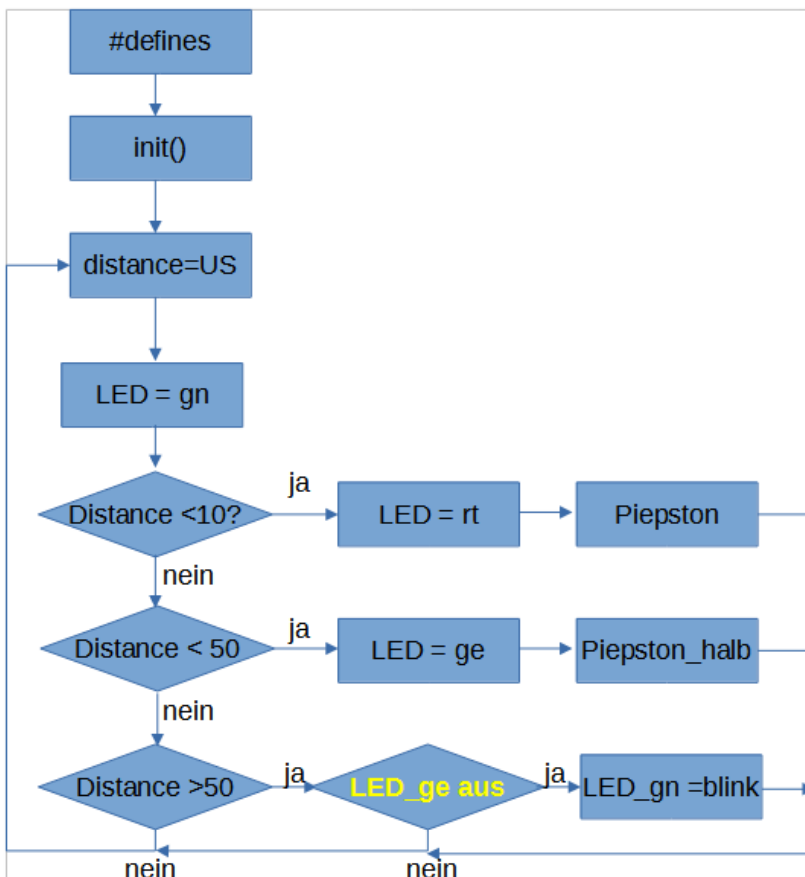 #defines
init()
distance=US
LED = gn
Distance <10?
ja
LED = rt
Piepston
nein
Distance < 50
ja
LED = ge
Piepston_halb
nein
Distance >50
ja
LED_ge aus
ja
LED_gn =blink
nein
nein